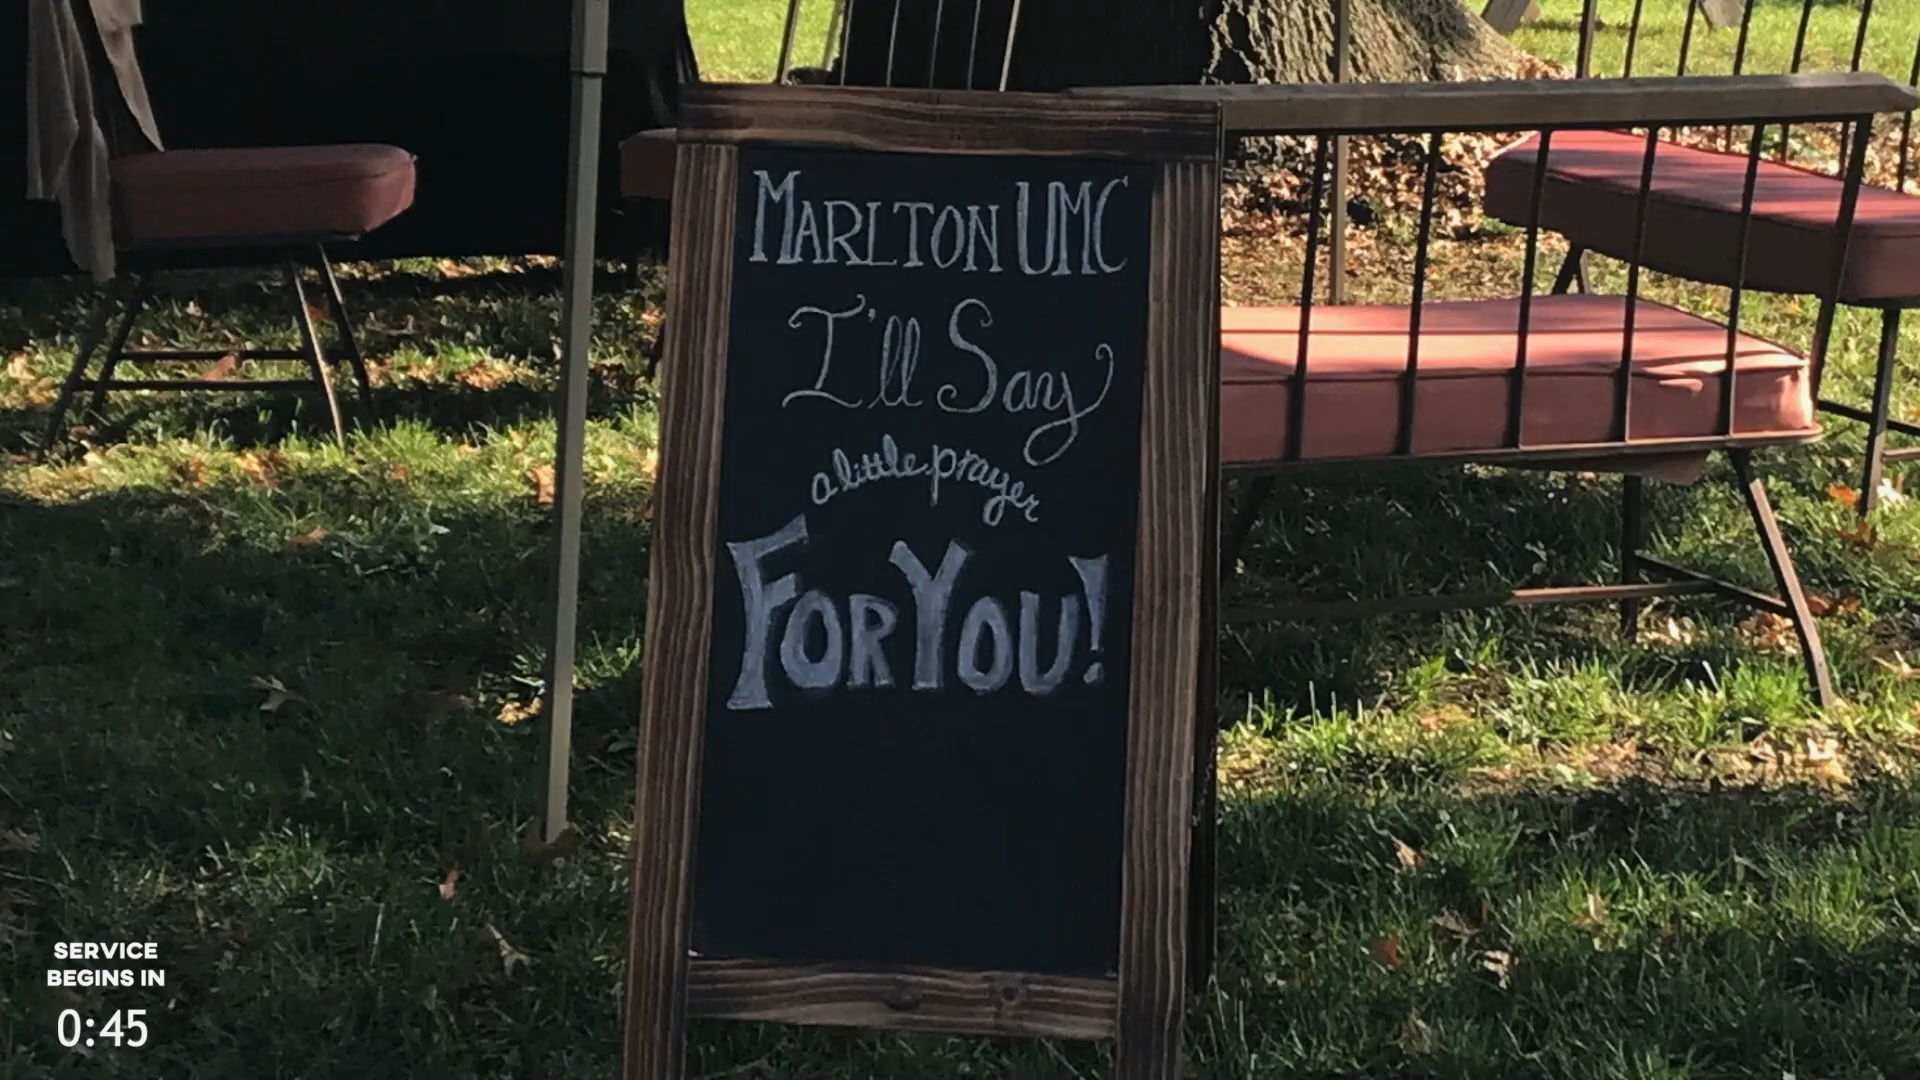 MARLTON UMC
I'll Say
a little prayer
FOR YOU!
SERVICE
BEGINS IN
0:45